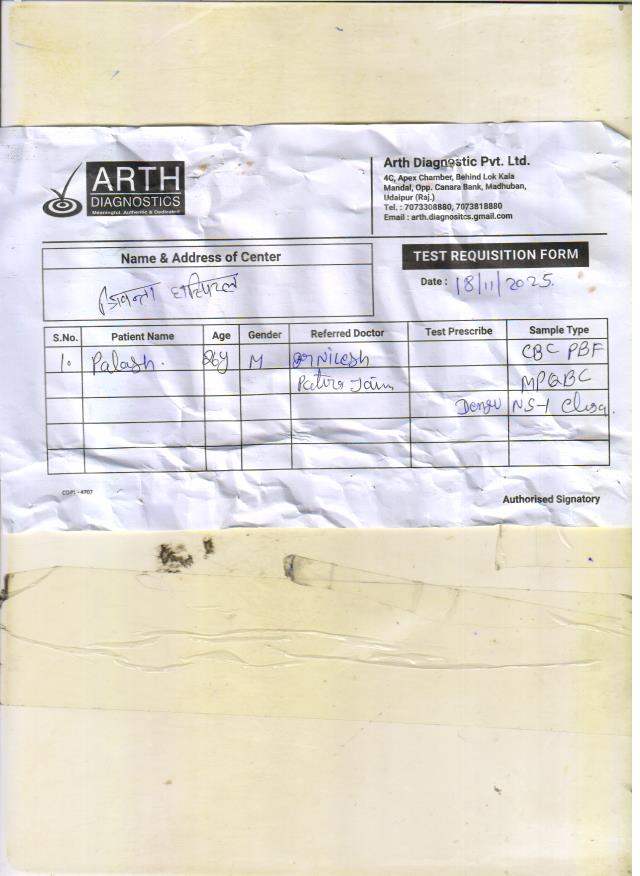 ARTH
DIAGNOSTICS
Meaningful, Authentic & Dedicated
Arth Diagnostic Pvt. Ltd.
4C, Apex Chamber, Behind Lok Kala
Mandal, Opp. Canara Bank, Madhuban,
Udaipur (Raj.)
Tel. : 7073308880, 7073818880
Email : arth.diagnositcs.gmail.com
Name & Address of Center
हॉस्पिटल
TEST REQUISITION FORM
Date : 18/11/2025.
S.No. Patient Name Age Gender Referred Doctor Test Prescribe Sample Type
1. Palash. M Dr Nilesh CBC PBF
Jain MPQBC
NS-1
Authorised Signatory